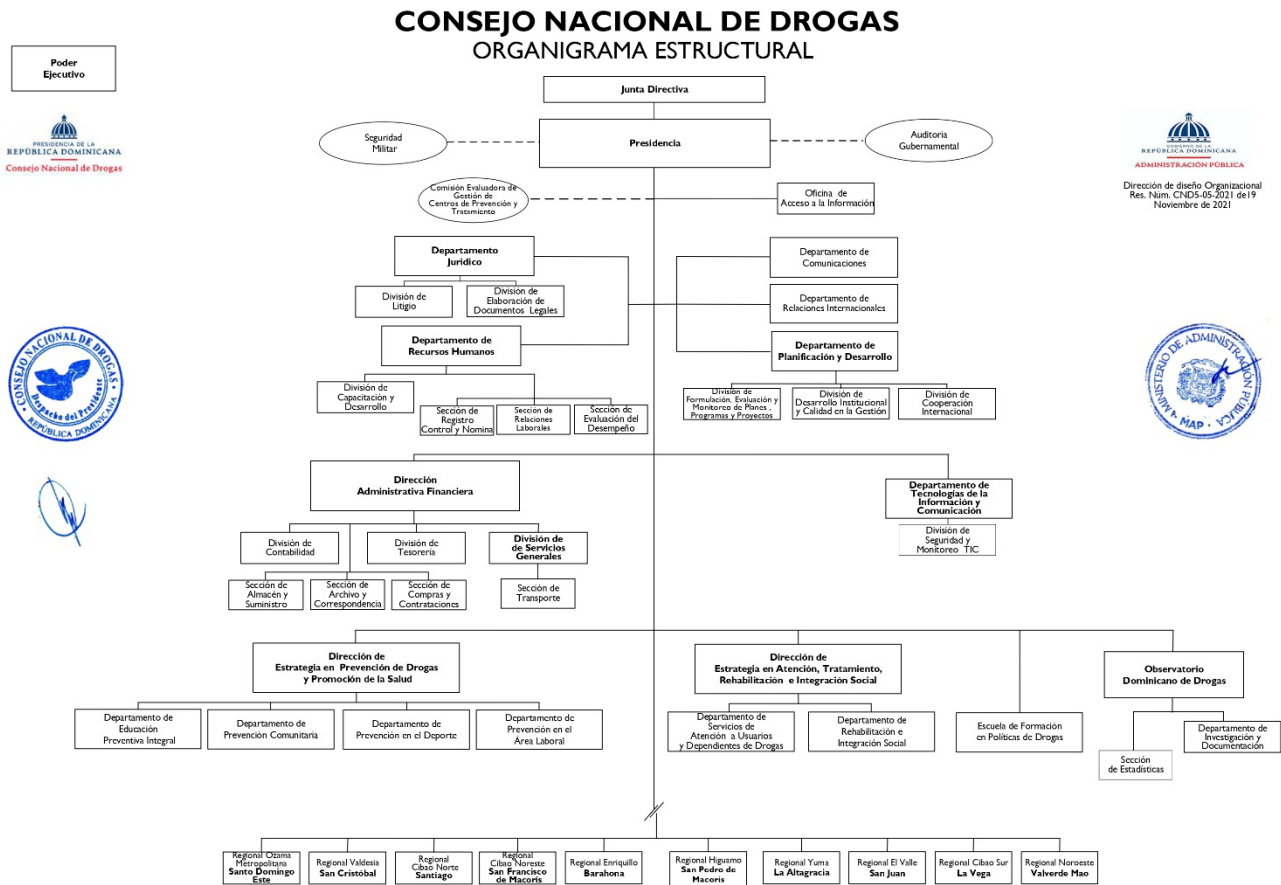 CONSEJO NACIONAL DE DROGAS
ORGANIGRAMA ESTRUCTURAL
Poder
Ejecutivo
PRESIDENCIA DE LA
REPÚBLICA DOMINICANA
Consejo Nacional de Drogas
Junta Directiva
Seguridad
Militar
Presidencia
Auditoria
Gubernamental
GOBIERNO DE LA
REPÚBLICA DOMINICANA
ADMINISTRACIÓN PÚBLICA
Dirección de diseño Organizacional
Res. Núm. CND5-05-2021 de19
Noviembre de 2021
Comisión Evaluadora de
Gestión de
Centros de Prevención y
Tratamiento
Oficina de
Acceso a la Información
Departamento
Jurídico
División de
Litigio
División de
Elaboración de
Documentos Legales
Departamento de
Comunicaciones
Departamento de
Relaciones Internacionales
Departamento de
Recursos Humanos
División de
Capacitación y
Desarrollo
Sección de
Registro
Control y Nomina
Sección de
Relaciones
Laborales
Sección de
Evaluación del
Desempeño
Departamento de
Planificación y Desarrollo
División de
Formulación, Evaluación y
Monitoreo de Planes ,
Programas y Proyectos
División de
Desarrollo Institucional
y Calidad en la Gestión
División de
Cooperación
Internacional
CONSEJO NACIONAL DE DROGAS
Despacho del Presidente
REPÚBLICA DOMINICANA
MINISTERIO DE ADMINISTRACIÓN PÚBLICA
MAP
Dirección
Administrativa Financiera
División de
Contabilidad
División de
Tesorería
División de
de Servicios
Generales
Sección de
Almacén y
Suministro
Sección de
Archivo y
Correspondencia
Sección de
Compras y
Contrataciones
Sección de
Transporte
Departamento de
Tecnologías de la
Información y
Comunicación
División de
Seguridad y
Monitoreo TIC
Dirección de
Estrategia en Prevención de Drogas
y Promoción de la Salud
Departamento de
Educación
Preventiva Integral
Departamento de
Prevención Comunitaria
Departamento de
Prevención en el Deporte
Departamento de
Prevención en el
Área Laboral
Dirección de
Estrategia en Atención, Tratamiento,
Rehabilitación e Integración Social
Departamento de
Servicios de
Atención a Usuarios
y Dependientes de Drogas
Departamento de
Rehabilitación e
Integración Social
Escuela de Formación
en Políticas de Drogas
Observatorio
Dominicano de Drogas
Sección
de Estadísticas
Departamento de
Investigación y
Documentación
Regional Ozama
Metropolitana
Santo Domingo
Este
Regional Valdesia
San Cristóbal
Regional
Cibao Norte
Santiago
Regional
Cibao Noreste
San Francisco
de Macorís
Regional Enriquillo
Barahona
Regional Higuamo
San Pedro de
Macoris
Regional Yuma
La Altagracia
Regional El Valle
San Juan
Regional Cibao Sur
La Vega
Regional Noroeste
Valverde Mao